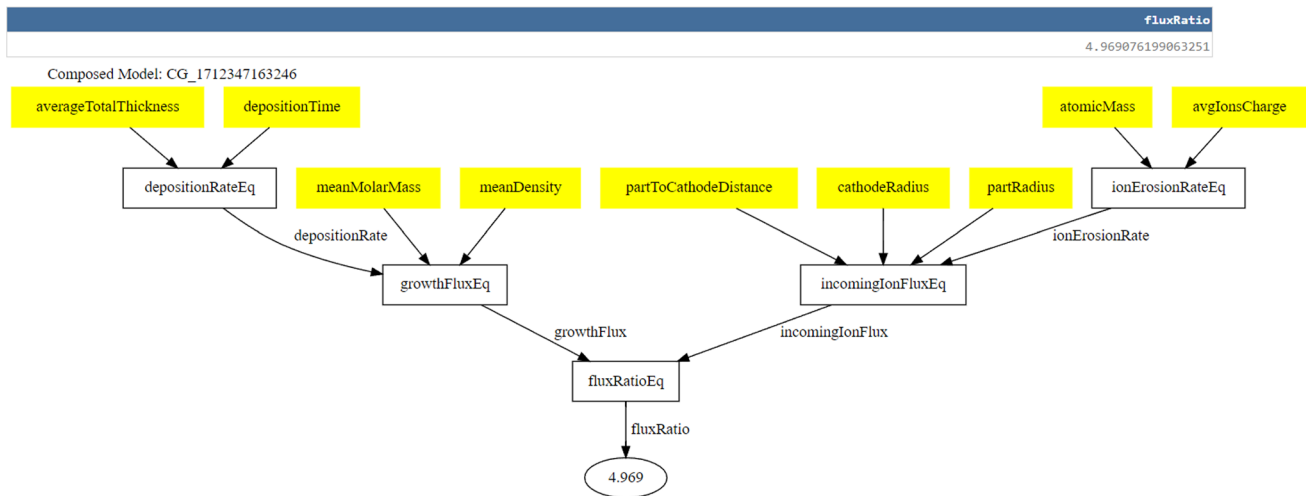 fluxRatio
4.969076199063251
Composed Model: CG_1712347163246
averageTotalThickness depositionTime atomicMass avgIonsCharge
depositionRateEq meanMolarMass meanDensity partToCathodeDistance cathodeRadius partRadius ionErosionRateEq
depositionRate ionErosionRate
growthFluxEq incomingIonFluxEq
growthFlux incomingIonFlux
fluxRatioEq
fluxRatio
4.969